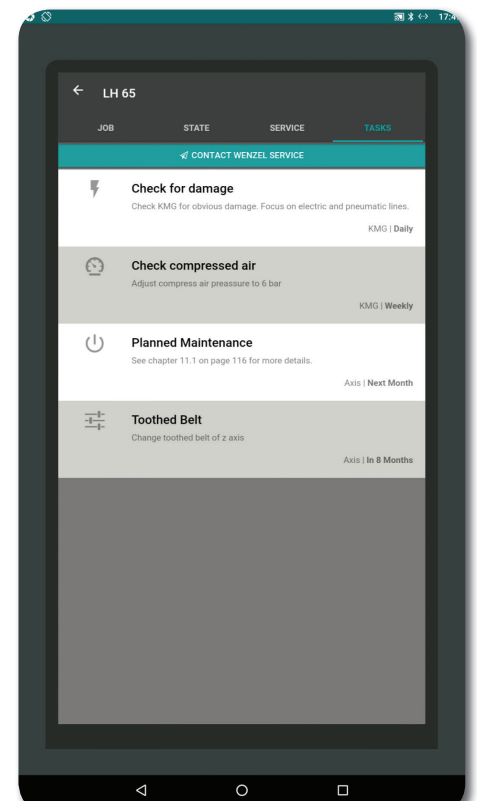 17:4
LH 65
JOB STATE SERVICE TASKS
CONTACT WENZEL SERVICE
Check for damage
Check KMG for obvious damage. Focus on electric and pneumatic lines.
KMG | Daily
Check compressed air
Adjust compress air preassure to 6 bar
KMG | Weekly
Planned Maintenance
See chapter 11.1 on page 116 for more details.
Axis | Next Month
Toothed Belt
Change toothed belt of z axis
Axis | In 8 Months